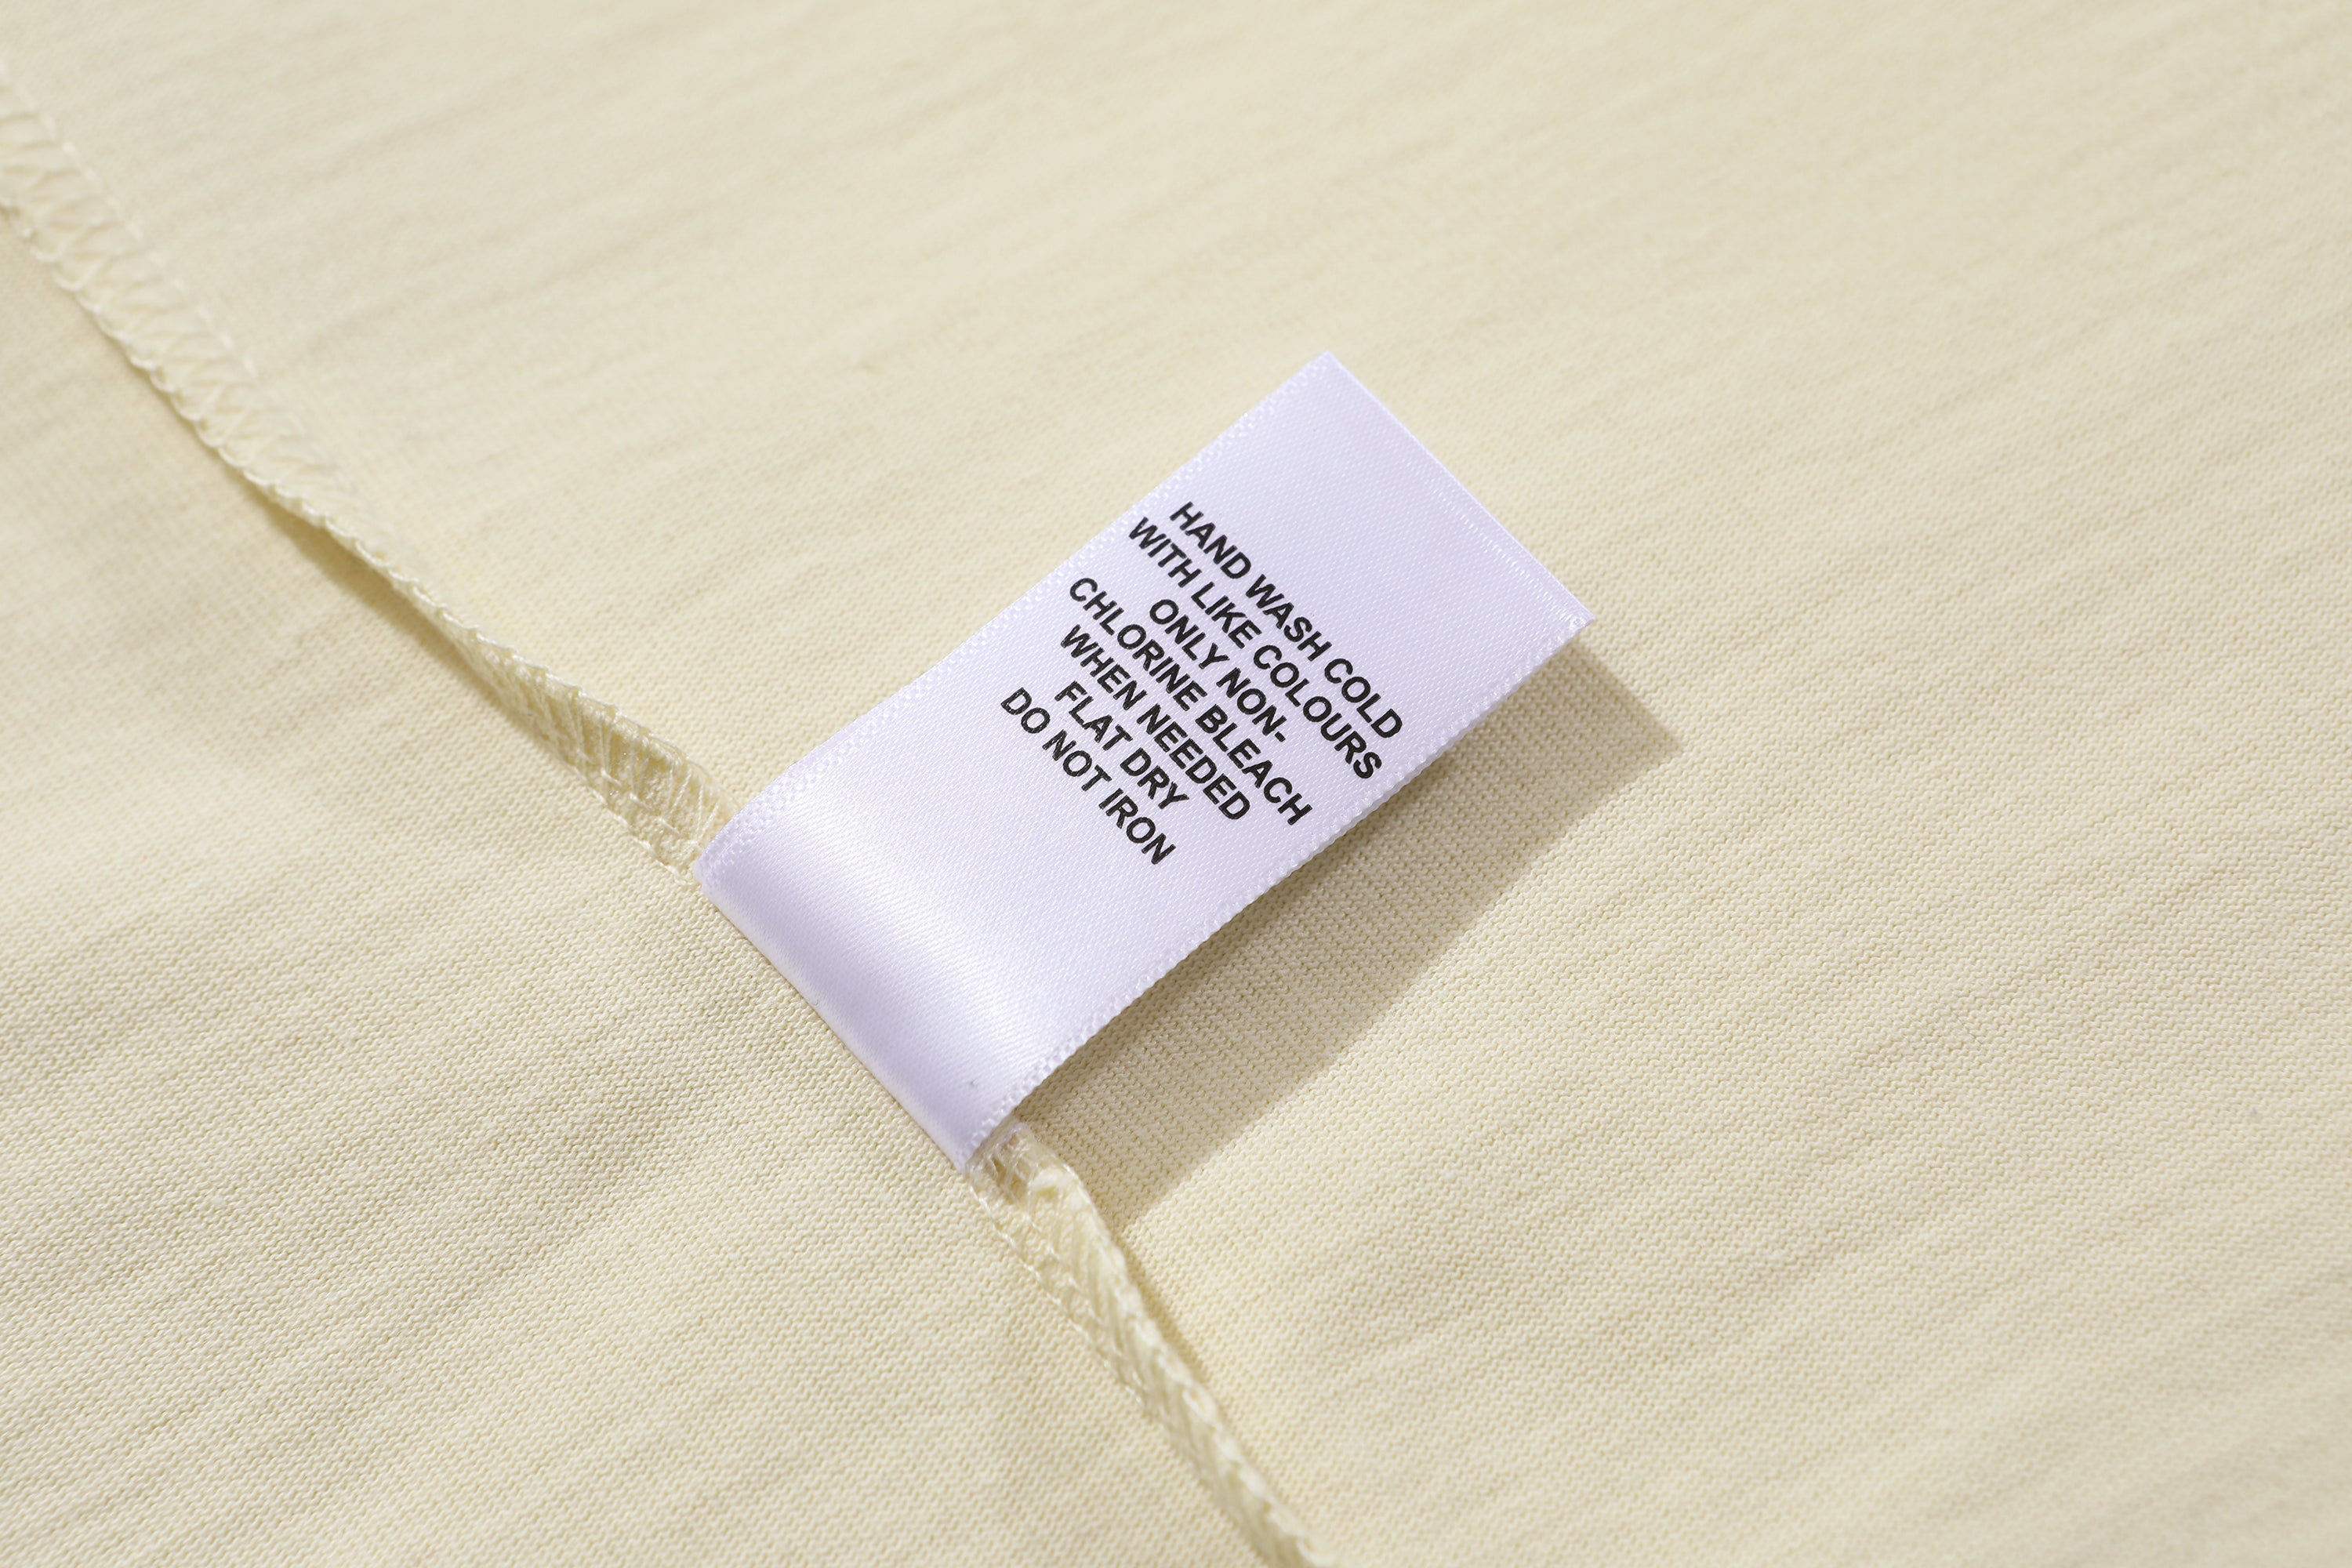 HAND WASH COLD
WITH LIKE COLOURS
ONLY NON-
CHLORINE BLEACH
WHEN NEEDED
FLAT DRY
DO NOT IRON